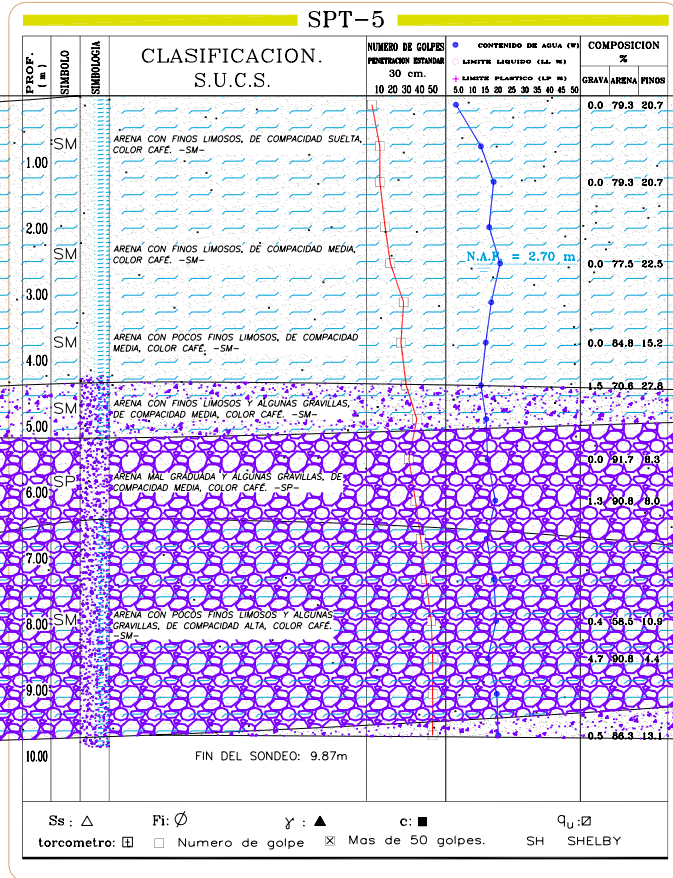 SPT-5
PROF. (m)
SIMBOLO
SIMBOLOGIA
CLASIFICACION.
S.U.C.S.
NUMERO DE GOLPES
PENETRACION ESTANDAR
30 cm.
10 20 30 40 50
CONTENIDO DE AGUA (W)
LIMITE LIQUIDO (LL %)
LIMITE PLASTICO (LP %)
5.0 10 15 20 25 30 35 40 45 50
COMPOSICION
%
GRAVA ARENA FINOS
0.0 79.3 20.7
SM
ARENA CON FINOS LIMOSOS, DE COMPACIDAD SUELTA,
COLOR CAFÉ. -SM-
1.00
0.0 79.3 20.7
2.00
SM
ARENA CON FINOS LIMOSOS, DE COMPACIDAD MEDIA,
COLOR CAFÉ. -SM-
N.A.F. = 2.70 m
0.0 77.5 22.5
3.00
SM
ARENA CON POCOS FINOS LIMOSOS, DE COMPACIDAD
MEDIA, COLOR CAFÉ. -SM-
0.0 84.8 15.2
4.00
1.5 70.6 27.8
SM
ARENA CON FINOS LIMOSOS Y ALGUNAS GRAVILLAS,
DE COMPACIDAD MEDIA, COLOR CAFÉ. -SM-
5.00
0.0 91.7 8.3
SP
ARENA MAL GRADUADA Y ALGUNAS GRAVILLAS, DE
COMPACIDAD MEDIA, COLOR CAFÉ. -SP-
6.00
1.3 90.8 8.0
7.00
SM
ARENA CON POCOS FINOS LIMOSOS Y ALGUNAS
GRAVILLAS, DE COMPACIDAD ALTA, COLOR CAFÉ.
-SM-
8.00
0.4 58.5 10.9
4.7 90.8 4.4
9.00
0.5 86.3 13.1
10.00
FIN DEL SONDEO: 9.87m
Ss: Fi: γ: c: qu:
torcometro: Numero de golpe Mas de 50 golpes. SH SHELBY